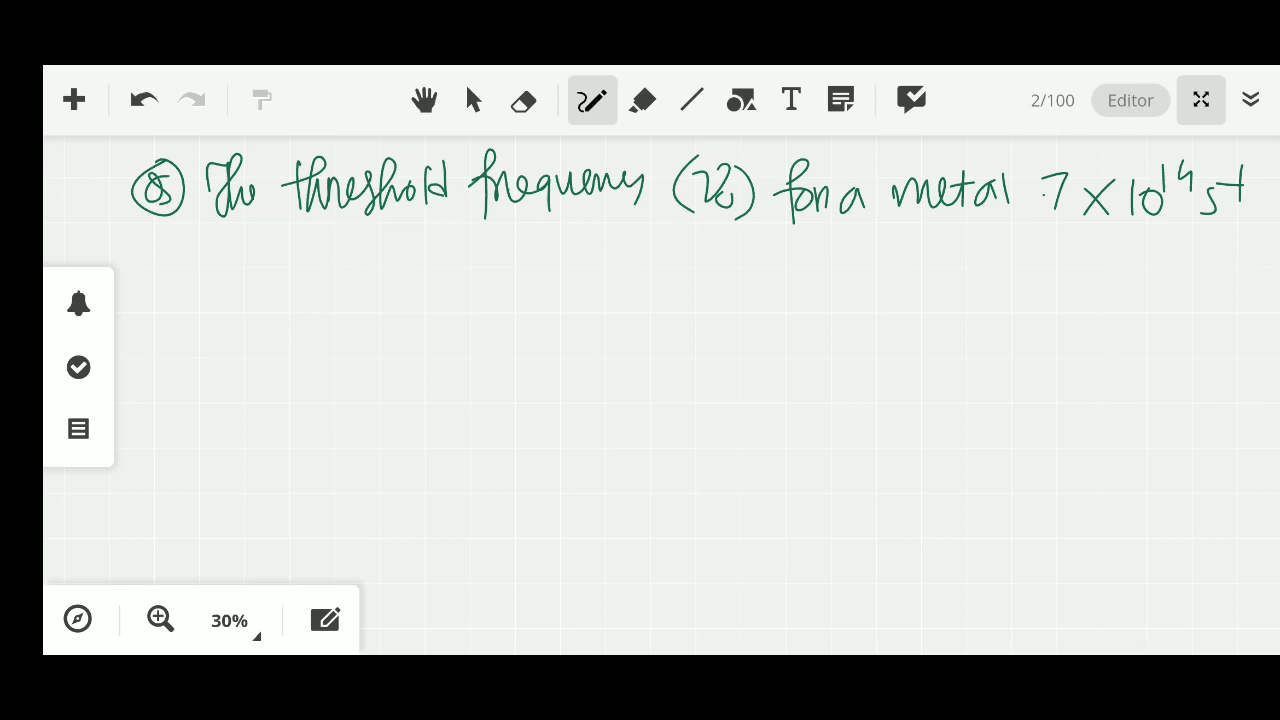 2/100 Editor
⑧ The threshold frequency (ν₀) for a metal 7 × 10¹⁴ s⁻¹
30%